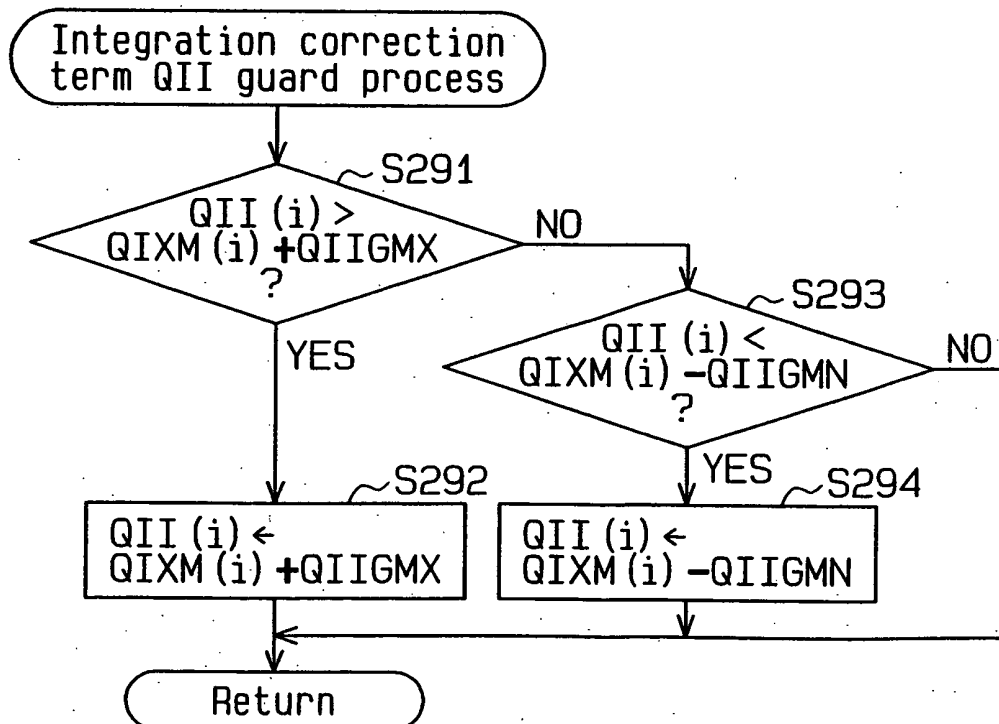 Integration correction
term QII guard process
S291
QII(i)>
QIXM(i)+QIIGMX
?
NO
YES
S293
QII(i)<
QIXM(i)-QIIGMN
?
NO
YES
S292
QII(i)←
QIXM(i)+QIIGMX
S294
QII(i)←
QIXM(i)-QIIGMN
Return